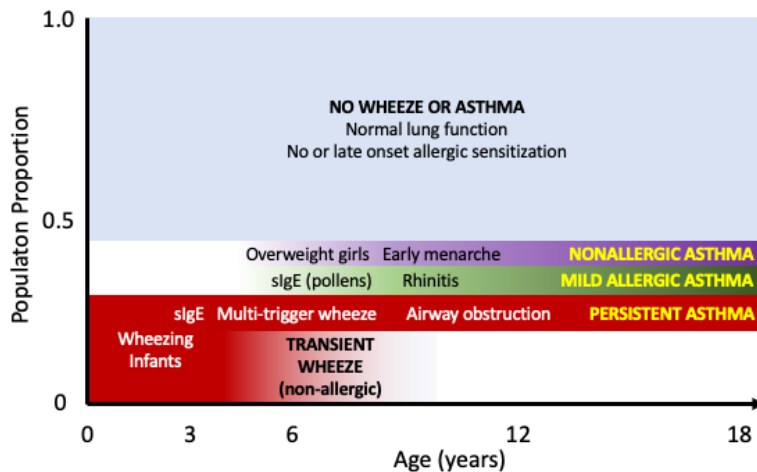 1.0
NO WHEEZE OR ASTHMA
Normal lung function
No or late onset allergic sensitization
Populaton Proportion
0.5
Overweight girls Early menarche NONALLERGIC ASTHMA
sIgE (pollens) Rhinitis MILD ALLERGIC ASTHMA
sIgE Multi-trigger wheeze Airway obstruction PERSISTENT ASTHMA
Wheezing
Infants
TRANSIENT
WHEEZE
(non-allergic)
0
0 3 6 12 18
Age (years)